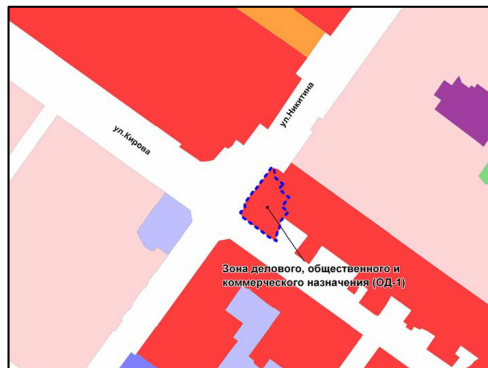 ул.Никитина
ул.Кирова
Зона делового, общественного и
коммерческого назначения (ОД-1)